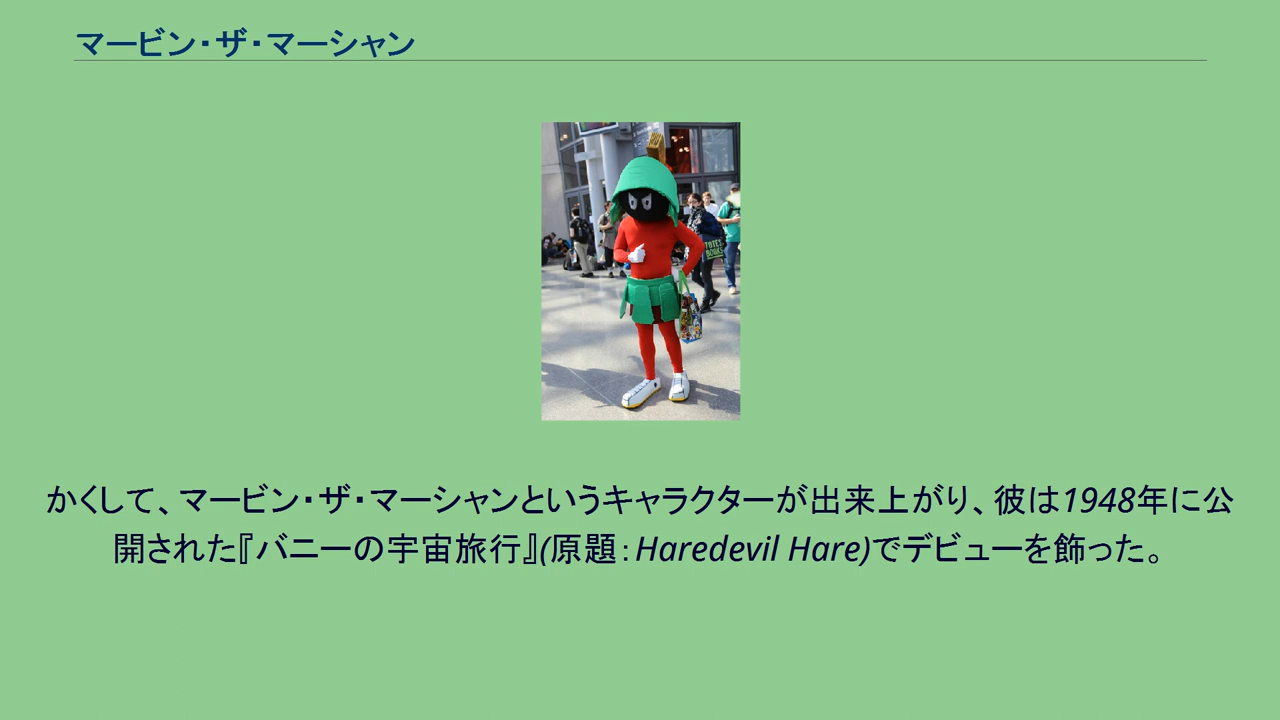 マービン・ザ・マーシャン
かくして、マービン・ザ・マーシャンというキャラクターが出来上がり、彼は1948年に公
開された『バニーの宇宙旅行』(原題：Haredevil Hare)でデビューを飾った。